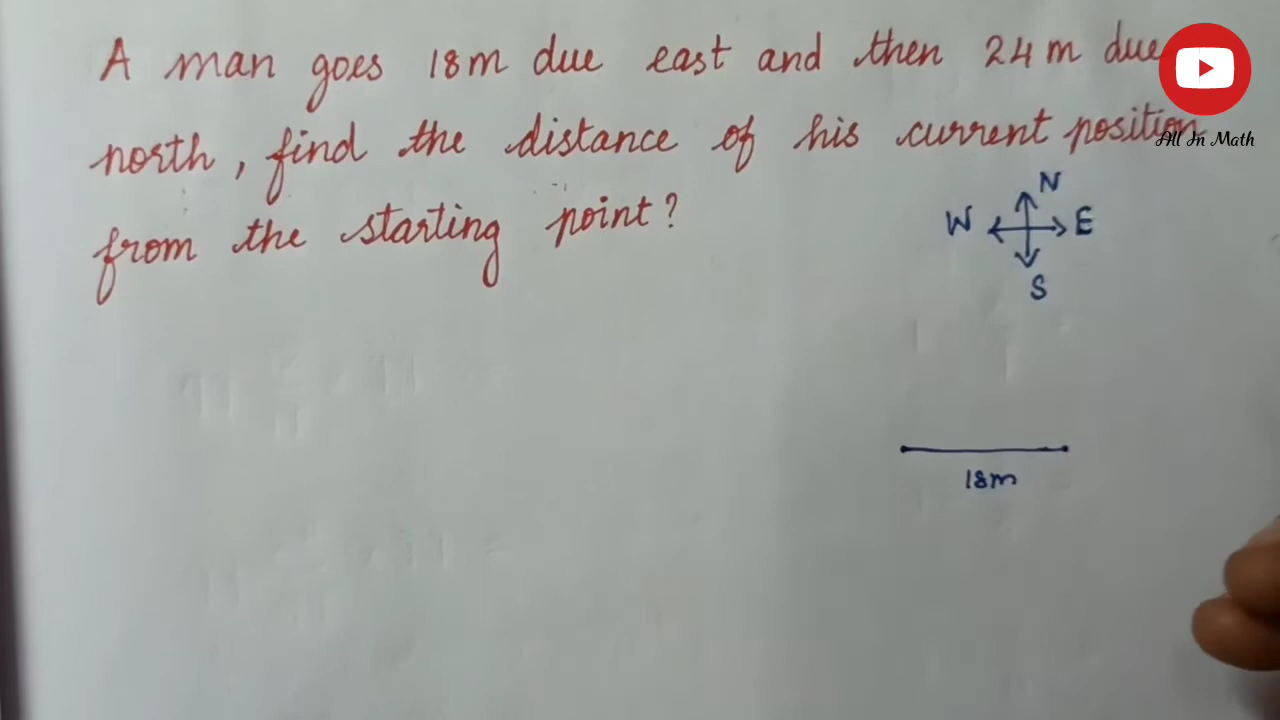 A man goes 18m due east and then 24m due
north, find the distance of his current position
All In Math
from the starting point?
N
W E
S
18m